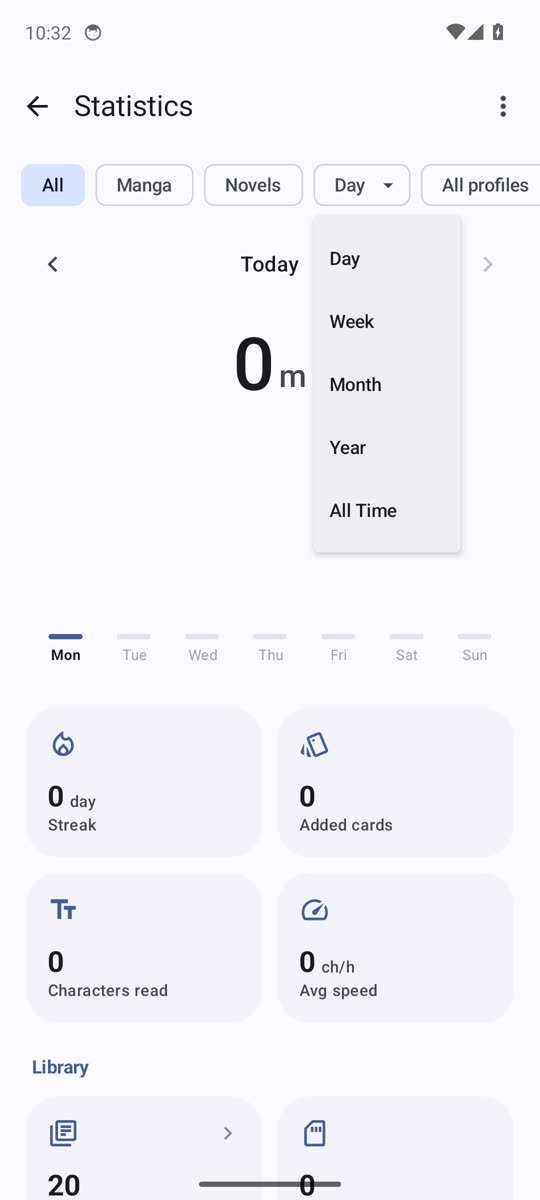 10:32
Statistics
All
Manga
Novels
Day
All profiles
Today
0 m
Day
Week
Month
Year
All Time
Mon
Tue
Wed
Thu
Fri
Sat
Sun
0 day
Streak
0
Added cards
0
Characters read
0 ch/h
Avg speed
Library
20
0